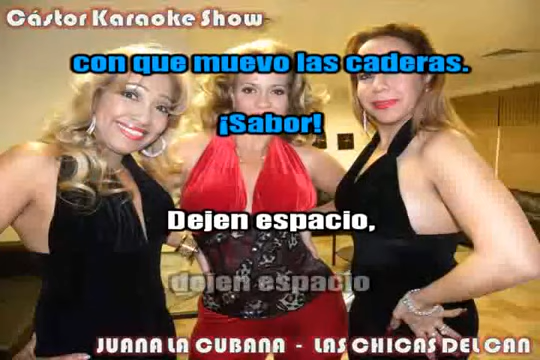 Cástor Karaoke Show
con que muevo las caderas.
¡Sabor!
Dejen espacio,
dejen espacio
JUANA LA CUBANA - LAS CHICAS DEL CAN